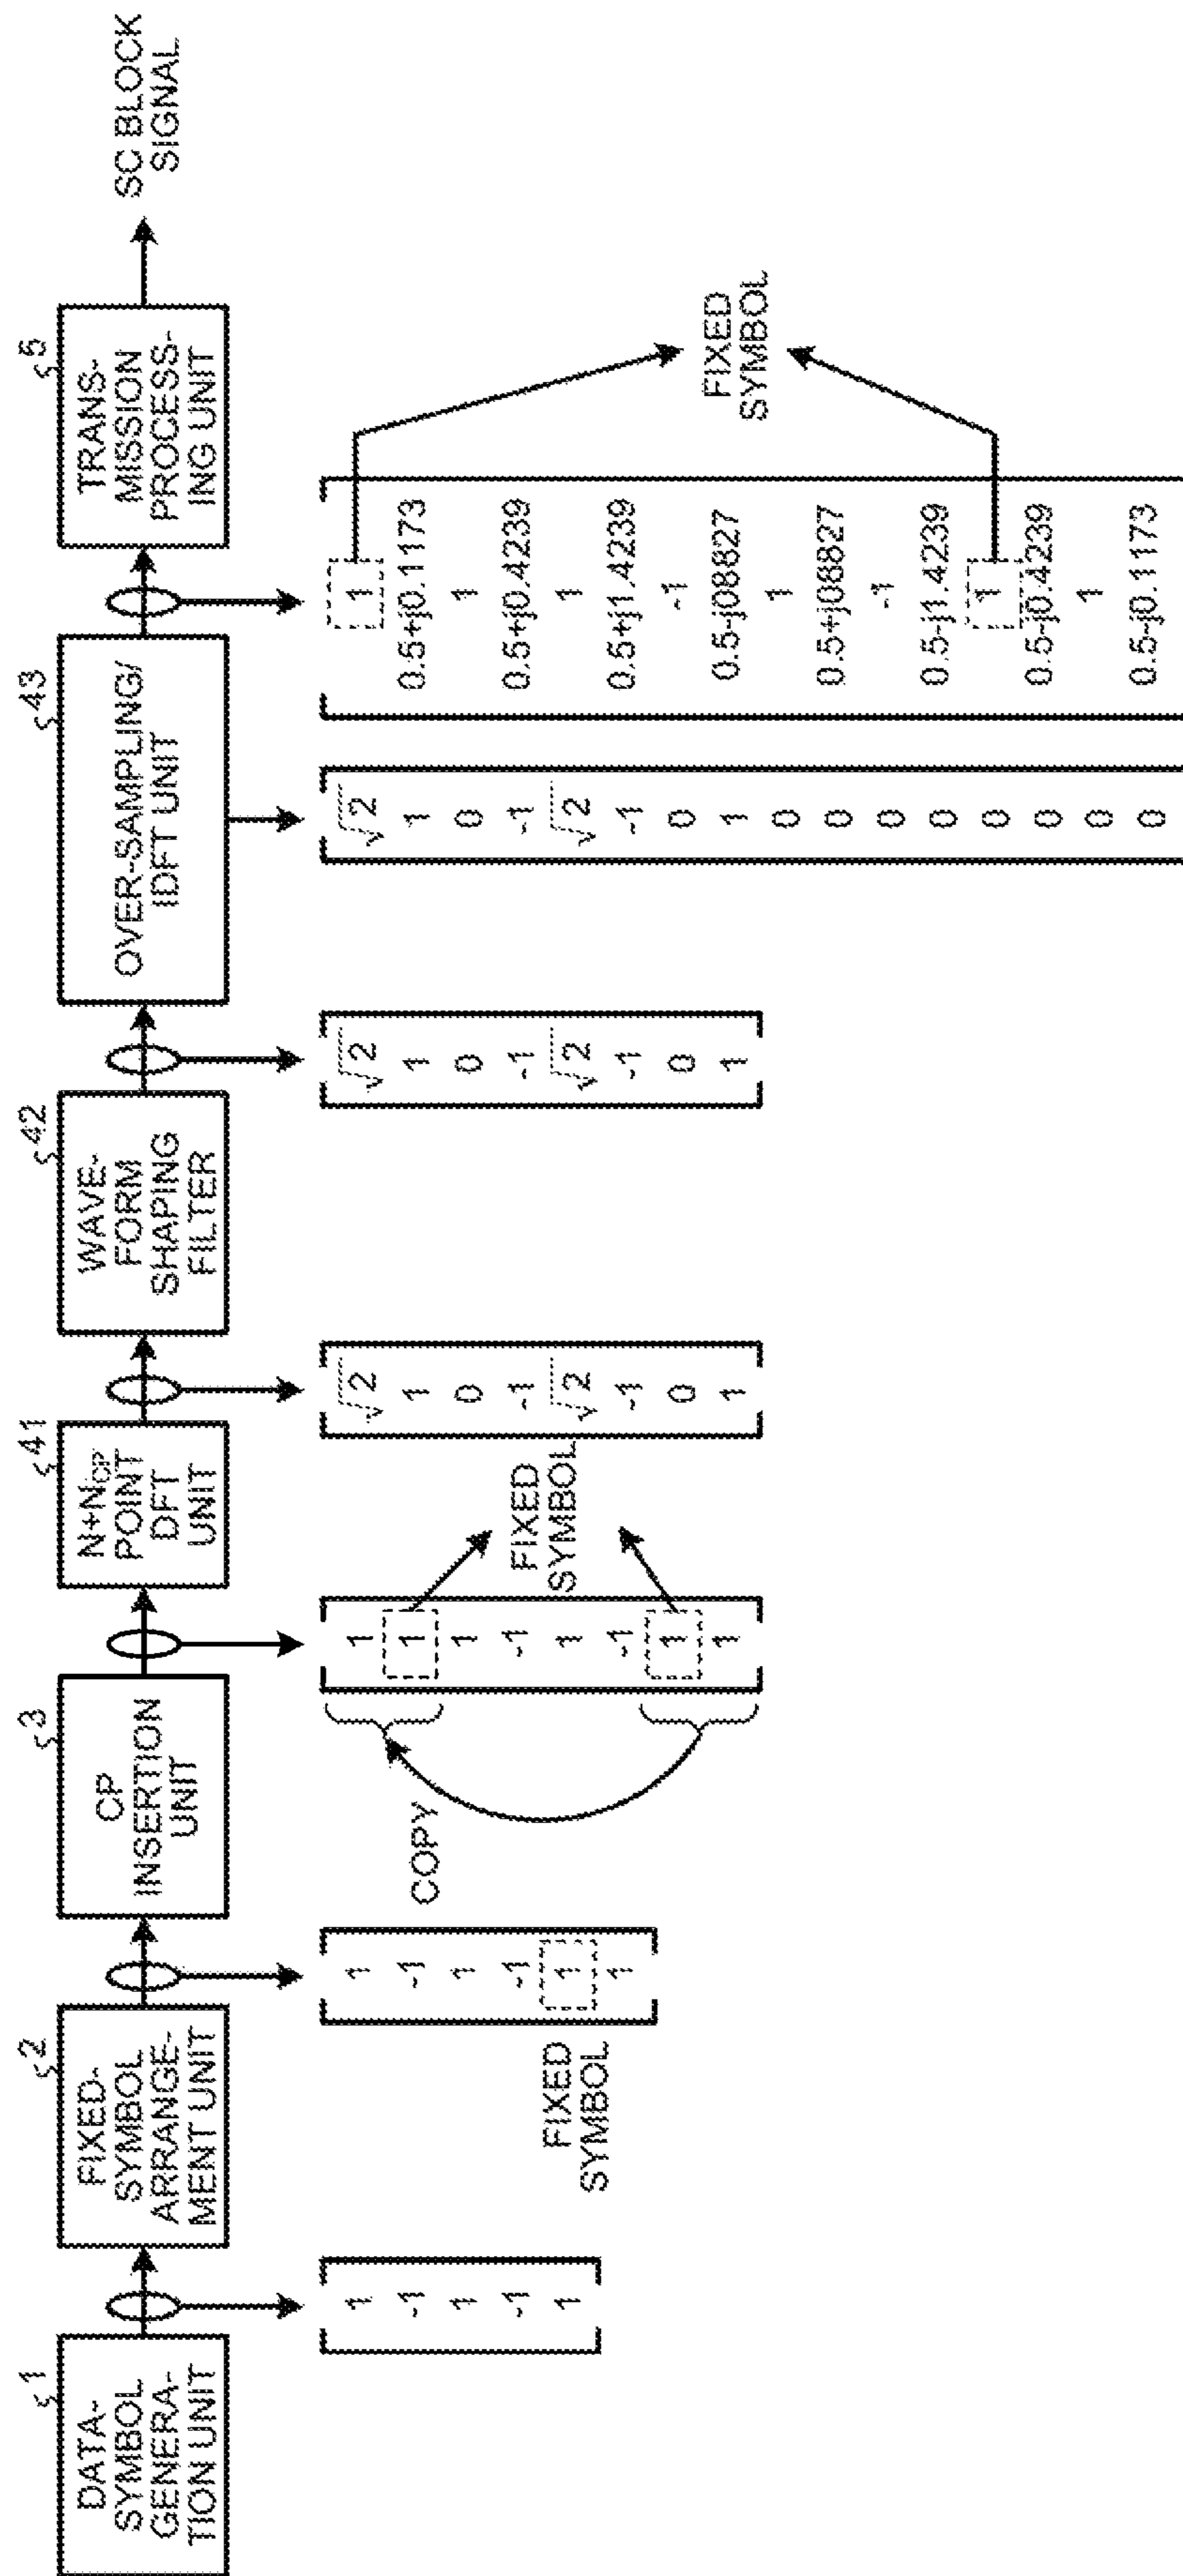 1
DATA-
SYMBOL
GENERA-
TION UNIT
2
FIXED-
SYMBOL
ARRANGE-
MENT UNIT
3
CP
INSERTION
UNIT
41
N+NCP
POINT
DFT
UNIT
42
WAVE-
FORM
SHAPING
FILTER
43
OVER-SAMPLING/
IDFT UNIT
5
TRANS-
MISSION
PROCESS-
ING UNIT
SC BLOCK
SIGNAL
1
-1
1
-1
1
1
-1
1
-1
1
1
FIXED
SYMBOL
COPY
1
1
1
-1
1
-1
1
1
FIXED
SYMBOL
√2
1
0
-1
√2
-1
0
1
√2
1
0
-1
√2
-1
0
1
√2
1
0
-1
√2
-1
0
1
0
0
0
0
0
0
0
0
1
0.5+j0.1173
1
0.5+j0.4239
1
0.5+j1.4239
-1
0.5-j08827
1
0.5+j08827
-1
0.5-j1.4239
1
0.5-j0.4239
1
0.5-j0.1173
FIXED
SYMBOL